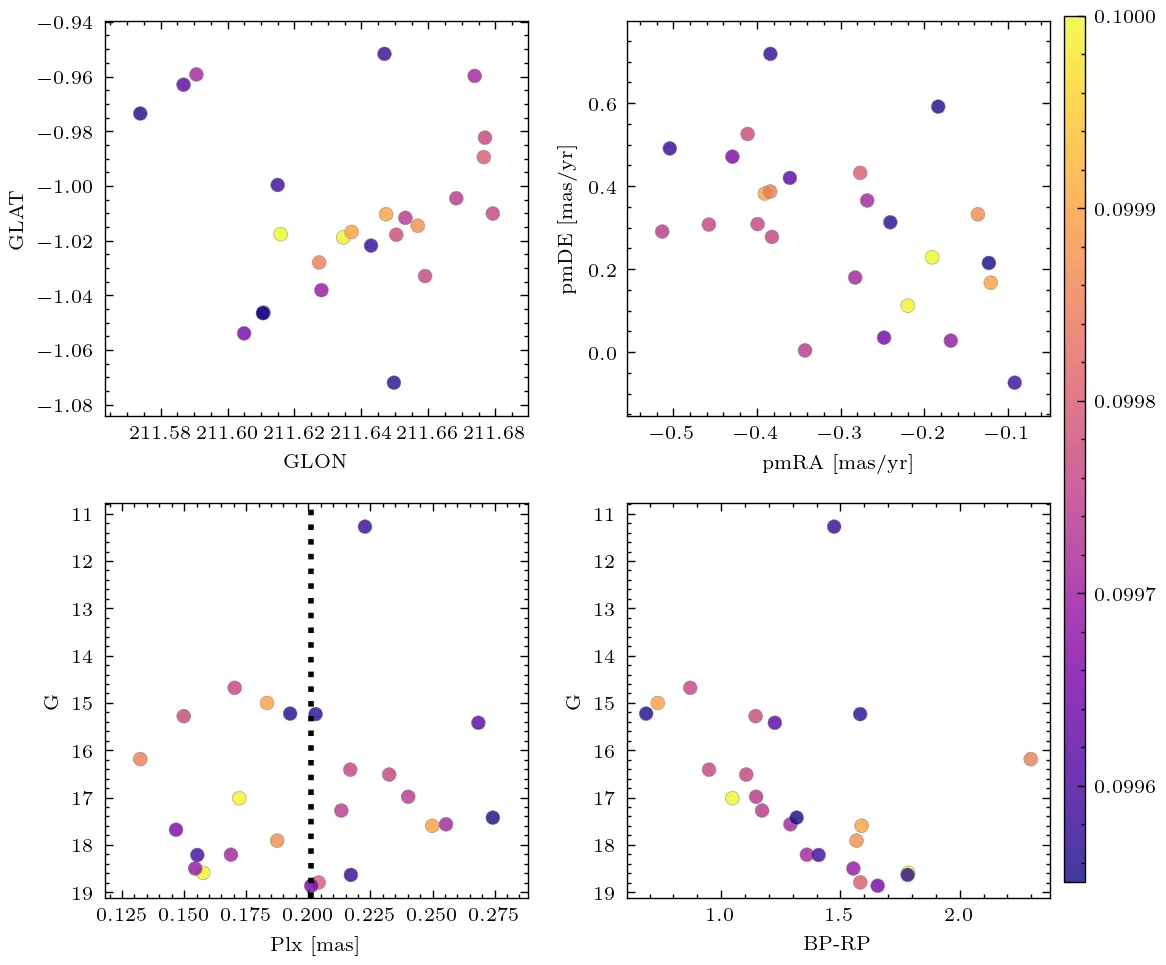 −0.94
−0.96
−0.98
−1.00
−1.02
−1.04
−1.06
−1.08
GLAT
211.58 211.60 211.62 211.64 211.66 211.68
GLON
0.6
0.4
0.2
0.0
pmDE [mas/yr]
−0.5 −0.4 −0.3 −0.2 −0.1
pmRA [mas/yr]
11
12
13
14
15
16
17
18
19
G
0.125 0.150 0.175 0.200 0.225 0.250 0.275
Plx [mas]
11
12
13
14
15
16
17
18
19
G
1.0 1.5 2.0
BP-RP
0.1000
0.0999
0.0998
0.0997
0.0996